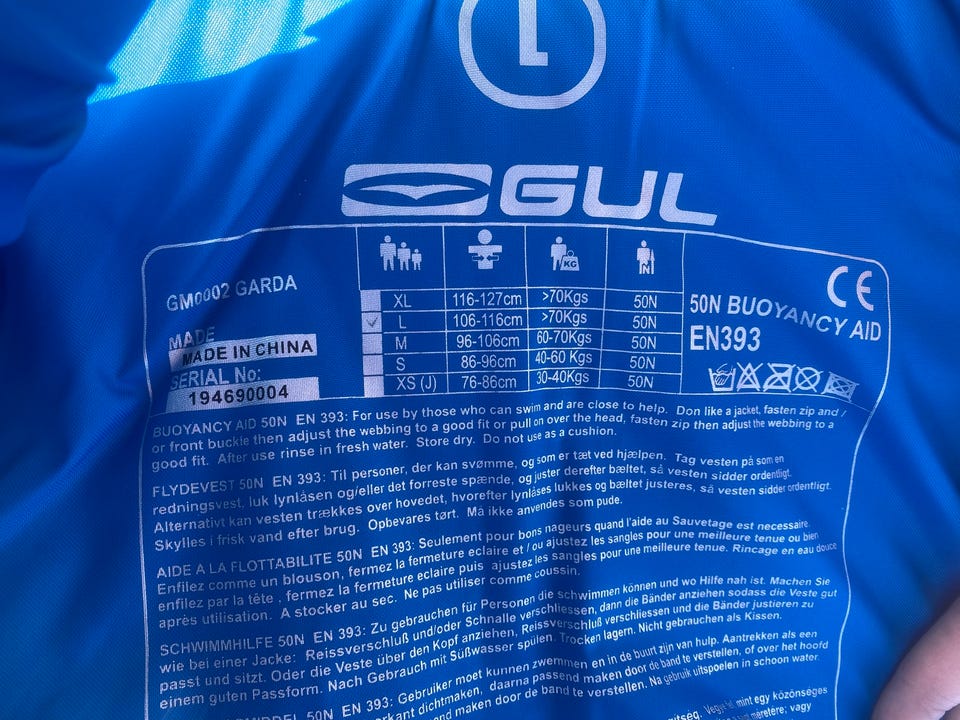 L
GUL
GM0002 GARDA
MADE
MADE IN CHINA
SERIAL No:
194690004
KG
N
XL 116-127cm >70Kgs 50N
L 106-116cm >70Kgs 50N
M 96-106cm 60-70Kgs 50N
S 86-96cm 40-60 Kgs 50N
XS (J) 76-86cm 30-40Kgs 50N
CE
50N BUOYANCY AID
EN393
BUOYANCY AID 50N EN 393: For use by those who can swim and are close to help. Don like a jacket, fasten zip and /
or front buckle then adjust the webbing to a good fit or pull on over the head, fasten zip then adjust the webbing to a
good fit. After use rinse in fresh water. Store dry. Do not use as a cushion.
FLYDEVEST 50N EN 393: Til personer, der kan svømme, og som er tæt ved hjælpen. Tag vesten på som en
redningsvest, luk lynlåsen og/eller det forreste spænde, og juster derefter bæltet, så vesten sidder ordentligt.
Alternativt kan vesten trækkes over hovedet, hvorefter lynlåses lukkes og bæltet justeres, så vesten sidder ordentligt.
Skylles i frisk vand efter brug. Opbevares tørt. Må ikke anvendes som pude.
AIDE A LA FLOTTABILITE 50N EN 393: Seulement pour bons nageurs quand l'aide au Sauvetage est necessaire.
Enfilez comme un blouson, fermez la fermeture eclaire et / ou ajustez les sangles pour une meilleure tenue ou bien
enfilez par la tête , fermez la fermeture eclaire puis ajustez les sangles pour une meilleure tenue. Rincage en eau douce
après utilisation. A stocker au sec. Ne pas utiliser comme coussin.
SCHWIMMHILFE 50N EN 393: Zu gebrauchen für Personen die schwimmen können und wo Hilfe nah ist. Machen Sie
wie bei einer Jacke: Reissverschluß und/oder Schnalle verschliessen, dann die Bänder anziehen sodass die Veste gut
passt und sitzt. Oder die Veste über den Kopf anziehen, Reissverschluß verschliessen und die Bänder justieren zu
einem guten Passform. Nach Gebrauch mit Süßwasser spülen. Trocken lagern. Nicht gebrauchen als Kissen.
50N EN 393: Gebruiker moet kunnen zwemmen en in de buurt zijn van hulp. Aantrekken als een
dichtmaken, daarna passend maken door de band te verstellen, of over het hoofd
maken door de band te verstellen. Na gebruik uitspoelen in schoon water.
mint egy közönséges
méretére; vagy